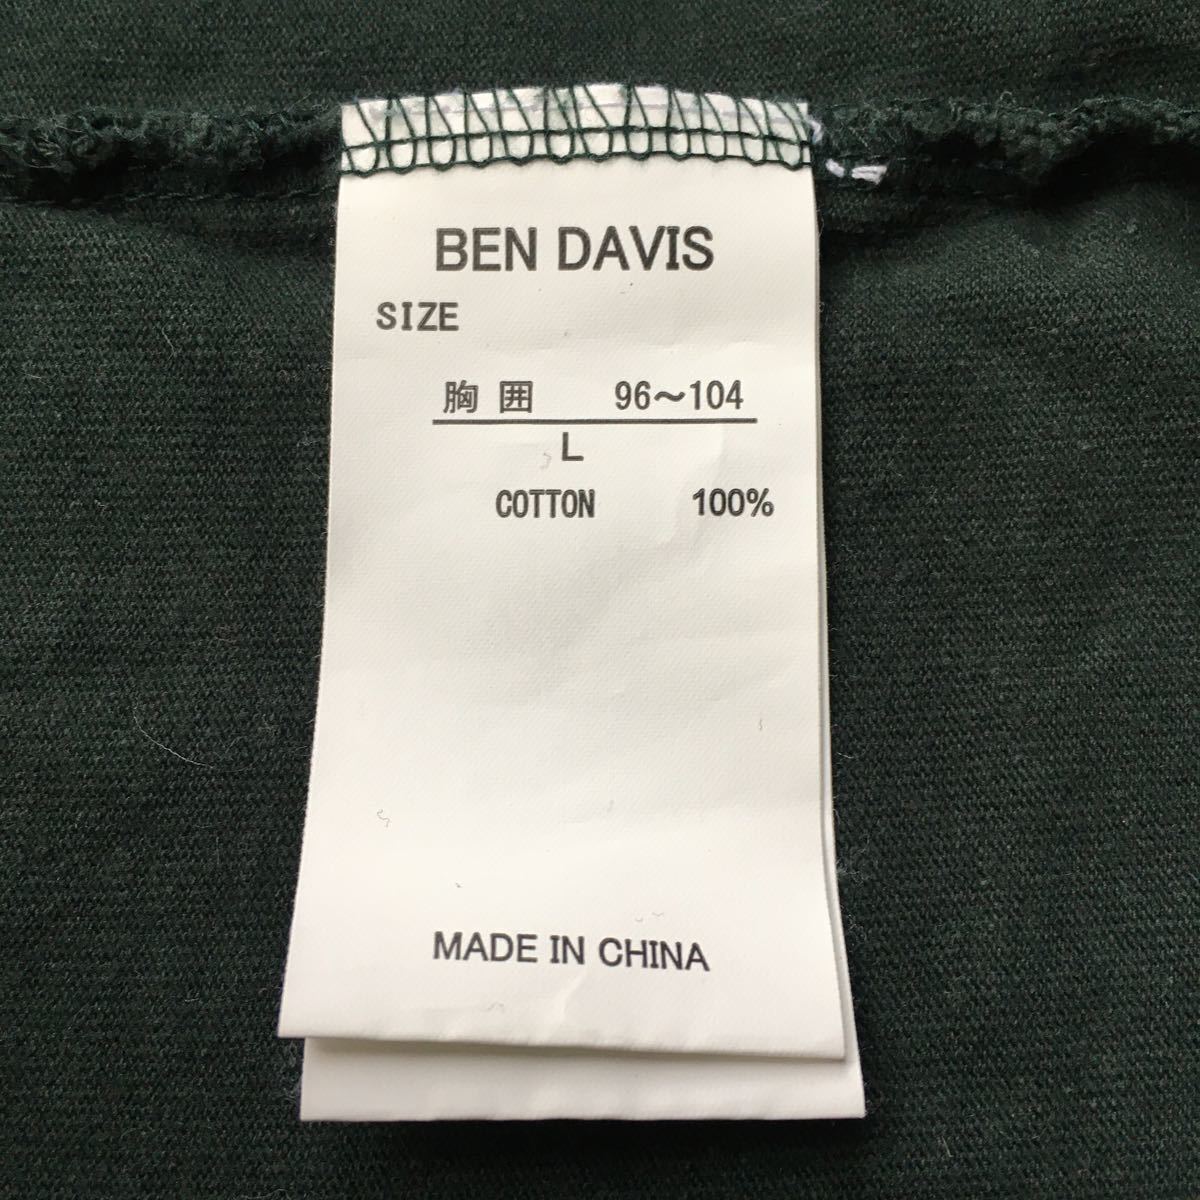 BEN DAVIS
SIZE
胸囲 96～104
L
COTTON 100%
MADE IN CHINA